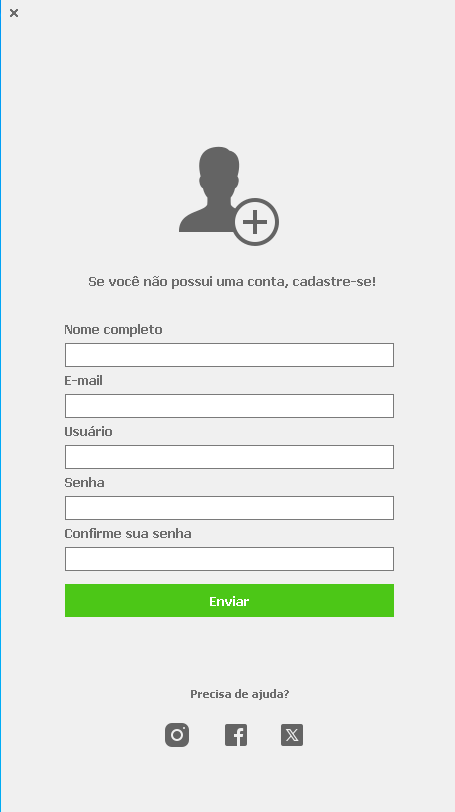 Se você não possui uma conta, cadastre-se!
Nome completo
E-mail
Usuário
Senha
Confirme sua senha
Enviar
Precisa de ajuda?